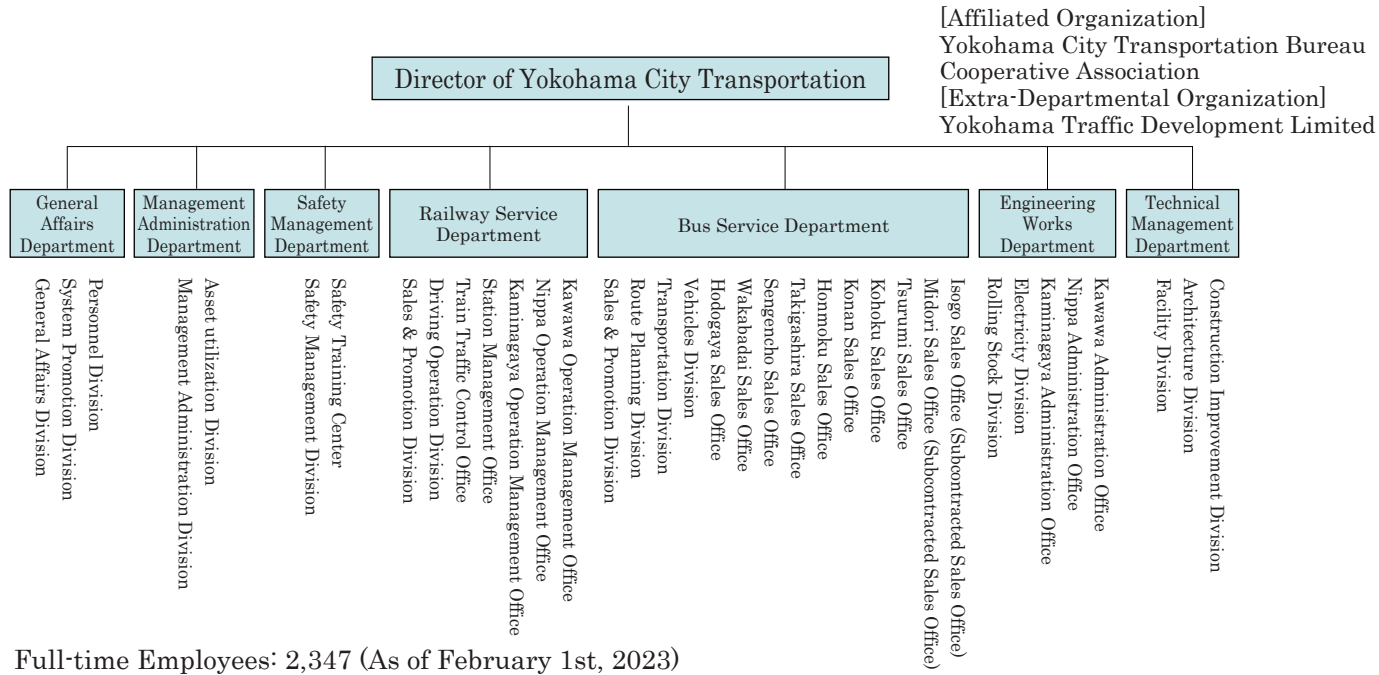 [Affiliated Organization]
Yokohama City Transportation Bureau
Cooperative Association
[Extra-Departmental Organization]
Yokohama Traffic Development Limited
Director of Yokohama City Transportation
General
Affairs
Department
Management
Administration
Department
Safety
Management
Department
Railway Service
Department
Bus Service Department
Engineering
Works
Department
Technical
Management
Department
General Affairs Division
System Promotion Division
Personnel Division
Management Administration Division
Asset utilization Division
Safety Management Division
Safety Training Center
Sales & Promotion Division
Driving Operation Division
Train Traffic Control Office
Station Management Office
Kaminagaya Operation Management Office
Nippa Operation Management Office
Kawawa Operation Management Office
Sales & Promotion Division
Route Planning Division
Transportation Division
Vehicles Division
Hodogaya Sales Office
Wakabadai Sales Office
Sengencho Sales Office
Takigashira Sales Office
Honmoku Sales Office
Konan Sales Office
Kohoku Sales Office
Tsurumi Sales Office
Midori Sales Office (Subcontracted Sales Office)
Isogo Sales Office (Subcontracted Sales Office)
Rolling Stock Division
Electricity Division
Kaminagaya Administration Office
Nippa Administration Office
Kawawa Administration Office
Facility Division
Architecture Division
Construction Improvement Division
Full-time Employees: 2,347 (As of February 1st, 2023)